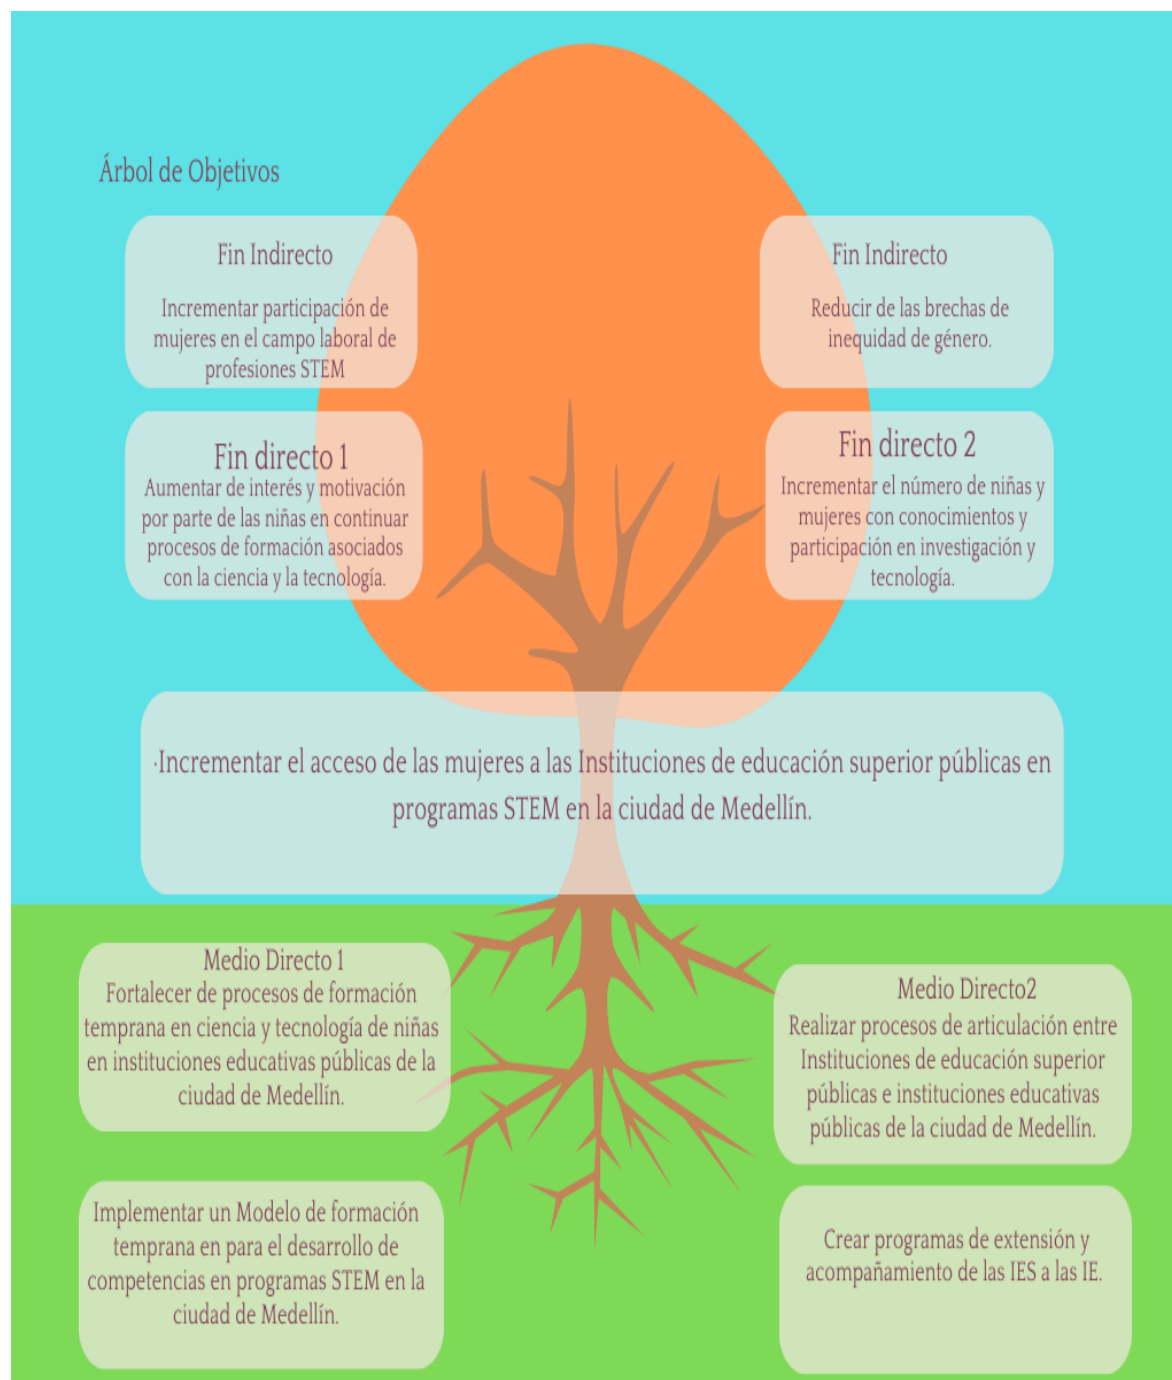 Árbol de Objetivos
Fin Indirecto
Incrementar participación de
mujeres en el campo laboral de
profesiones STEM
Fin Indirecto
Reducir de las brechas de
inequidad de género.
Fin directo 1
Aumentar de interés y motivación
por parte de las niñas en continuar
procesos de formación asociados
con la ciencia y la tecnología.
Fin directo 2
Incrementar el número de niñas y
mujeres con conocimientos y
participación en investigación y
tecnología.
·Incrementar el acceso de las mujeres a las Instituciones de educación superior públicas en
programas STEM en la ciudad de Medellín.
Medio Directo 1
Fortalecer de procesos de formación
temprana en ciencia y tecnología de niñas
en instituciones educativas públicas de la
ciudad de Medellín.
Medio Directo2
Realizar procesos de articulación entre
Instituciones de educación superior
públicas e instituciones educativas
públicas de la ciudad de Medellín.
Implementar un Modelo de formación
temprana en para el desarrollo de
competencias en programas STEM en la
ciudad de Medellín.
Crear programas de extensión y
acompañamiento de las IES a las IE.